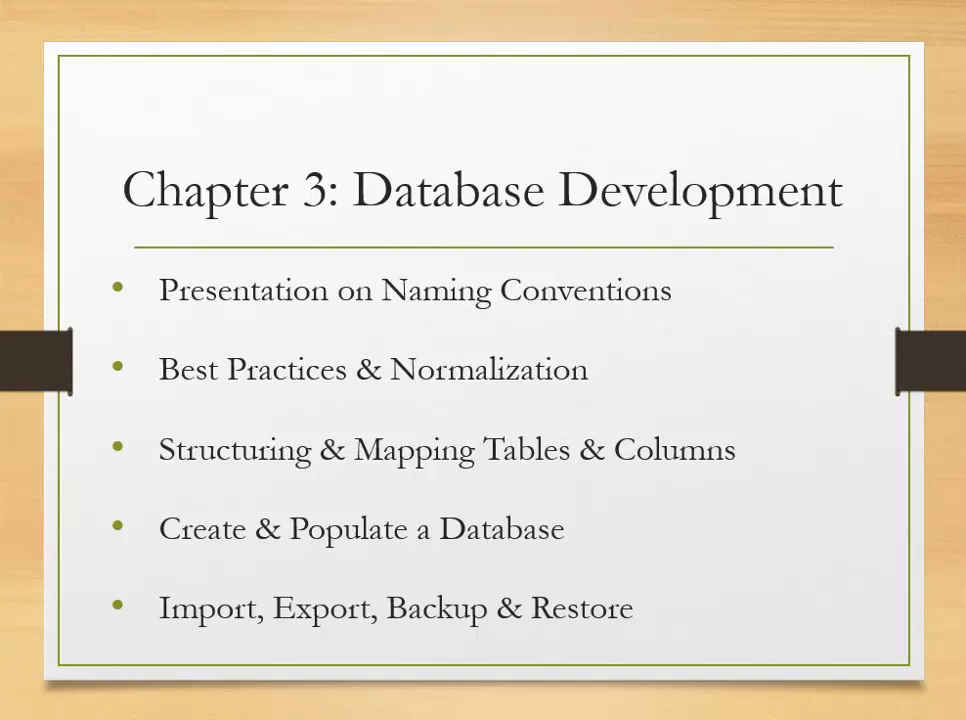 Chapter 3: Database Development
• Presentation on Naming Conventions
• Best Practices & Normalization
• Structuring & Mapping Tables & Columns
• Create & Populate a Database
• Import, Export, Backup & Restore